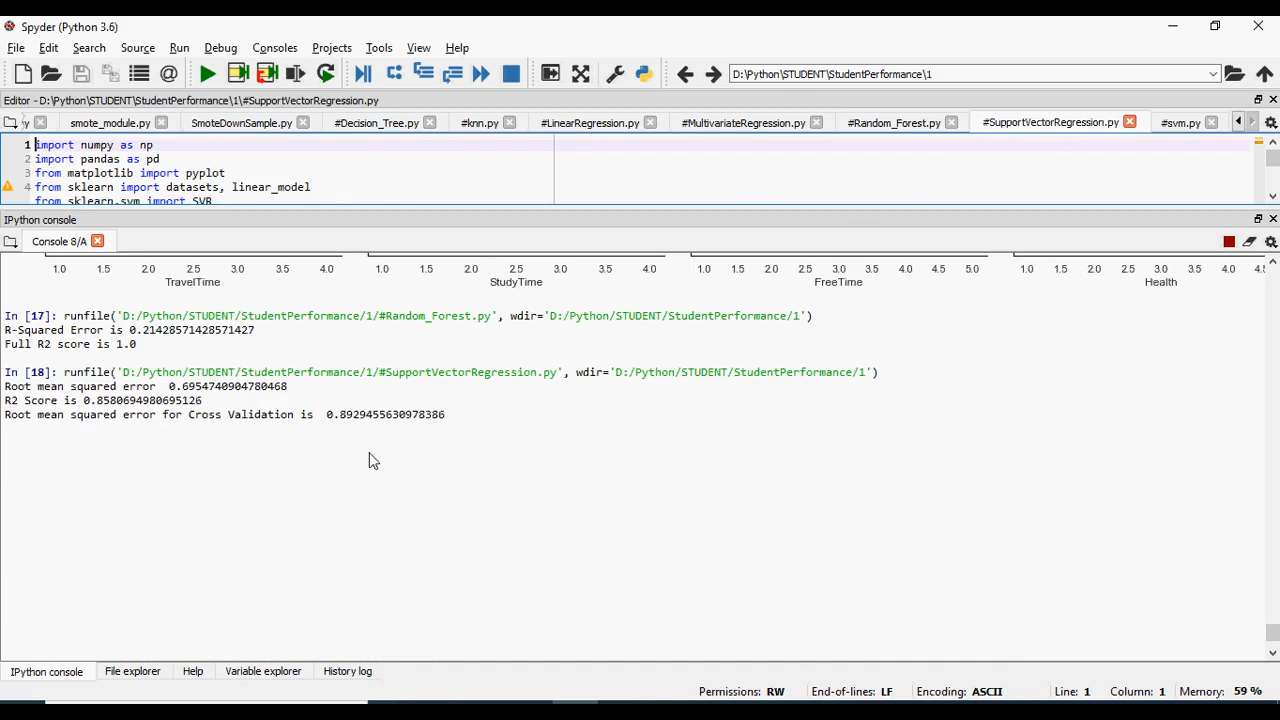 Spyder (Python 3.6)
File Edit Search Source Run Debug Consoles Projects Tools View Help
D:\Python\STUDENT\StudentPerformance\1
Editor - D:\Python\STUDENT\StudentPerformance\1\#SupportVectorRegression.py
y smote_module.py SmoteDownSample.py #Decision_Tree.py #knn.py #LinearRegression.py #MultivariateRegression.py #Random_Forest.py #SupportVectorRegression.py #svm.py
1 import numpy as np
2 import pandas as pd
3 from matplotlib import pyplot
4 from sklearn import datasets, linear_model
from sklearn.svm import SVR
IPython console
Console 8/A
1.0 1.5 2.0 2.5 3.0 3.5 4.0 1.0 1.5 2.0 2.5 3.0 3.5 4.0 1.0 1.5 2.0 2.5 3.0 3.5 4.0 4.5 5.0 1.0 1.5 2.0 2.5 3.0 3.5 4.0 4.5
TravelTime StudyTime FreeTime Health
In [17]: runfile('D:/Python/STUDENT/StudentPerformance/1/#Random_Forest.py', wdir='D:/Python/STUDENT/StudentPerformance/1')
R-Squared Error is 0.21428571428571427
Full R2 score is 1.0
In [18]: runfile('D:/Python/STUDENT/StudentPerformance/1/#SupportVectorRegression.py', wdir='D:/Python/STUDENT/StudentPerformance/1')
Root mean squared error  0.6954740904780468
R2 Score is 0.8580694980695126
Root mean squared error for Cross Validation is  0.8929455630978386
IPython console File explorer Help Variable explorer History log
Permissions: RW End-of-lines: LF Encoding: ASCII Line: 1 Column: 1 Memory: 59 %